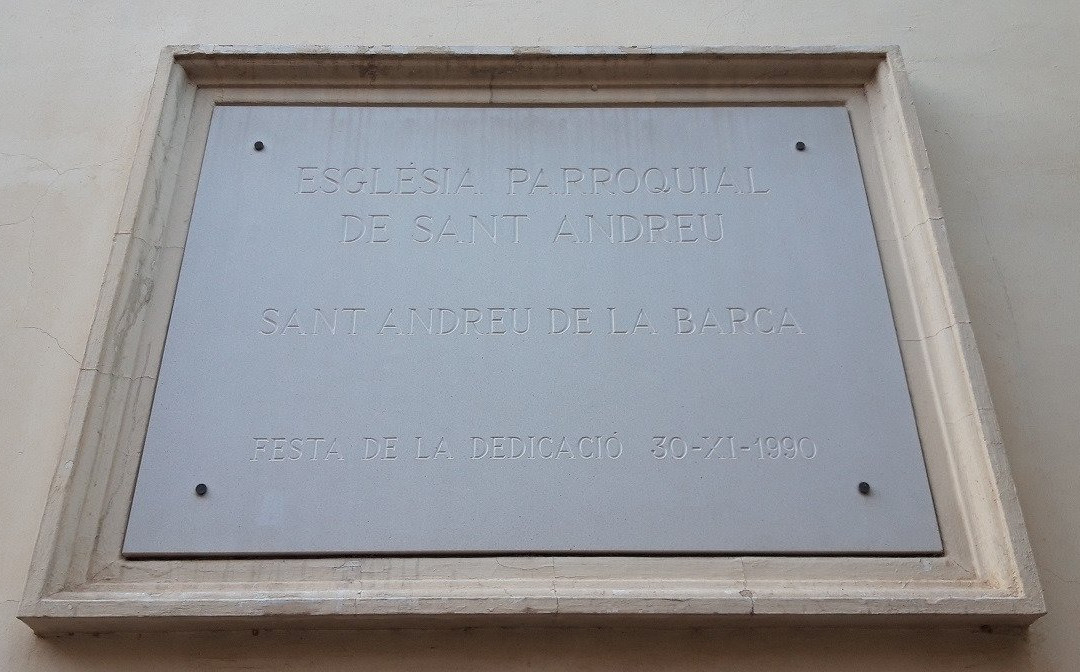 ESGLÉSIA PARROQUIAL
DE SANT ANDREU
SANT ANDREU DE LA BARCA
FESTA DE LA DEDICACIÓ 30-XI-1990